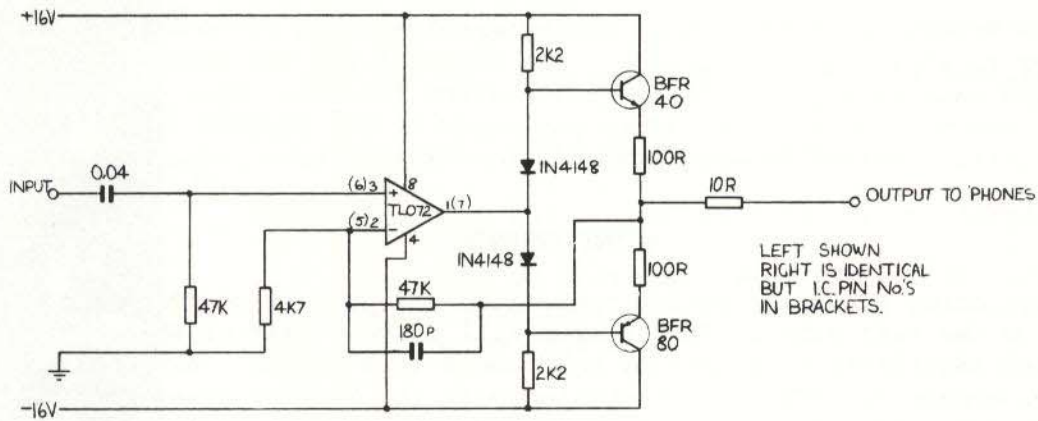 +16V
2K2
BFR
40
0.04
8
100R
1N4148
INPUT
(6)3
+
10R
OUTPUT TO 'PHONES
TL072
1(7)
(5)2
-
4
1N4148
100R
LEFT SHOWN
RIGHT IS IDENTICAL
BUT I.C. PIN No.'S
IN BRACKETS.
47K
4K7
47K
180p
BFR
80
2K2
-16V